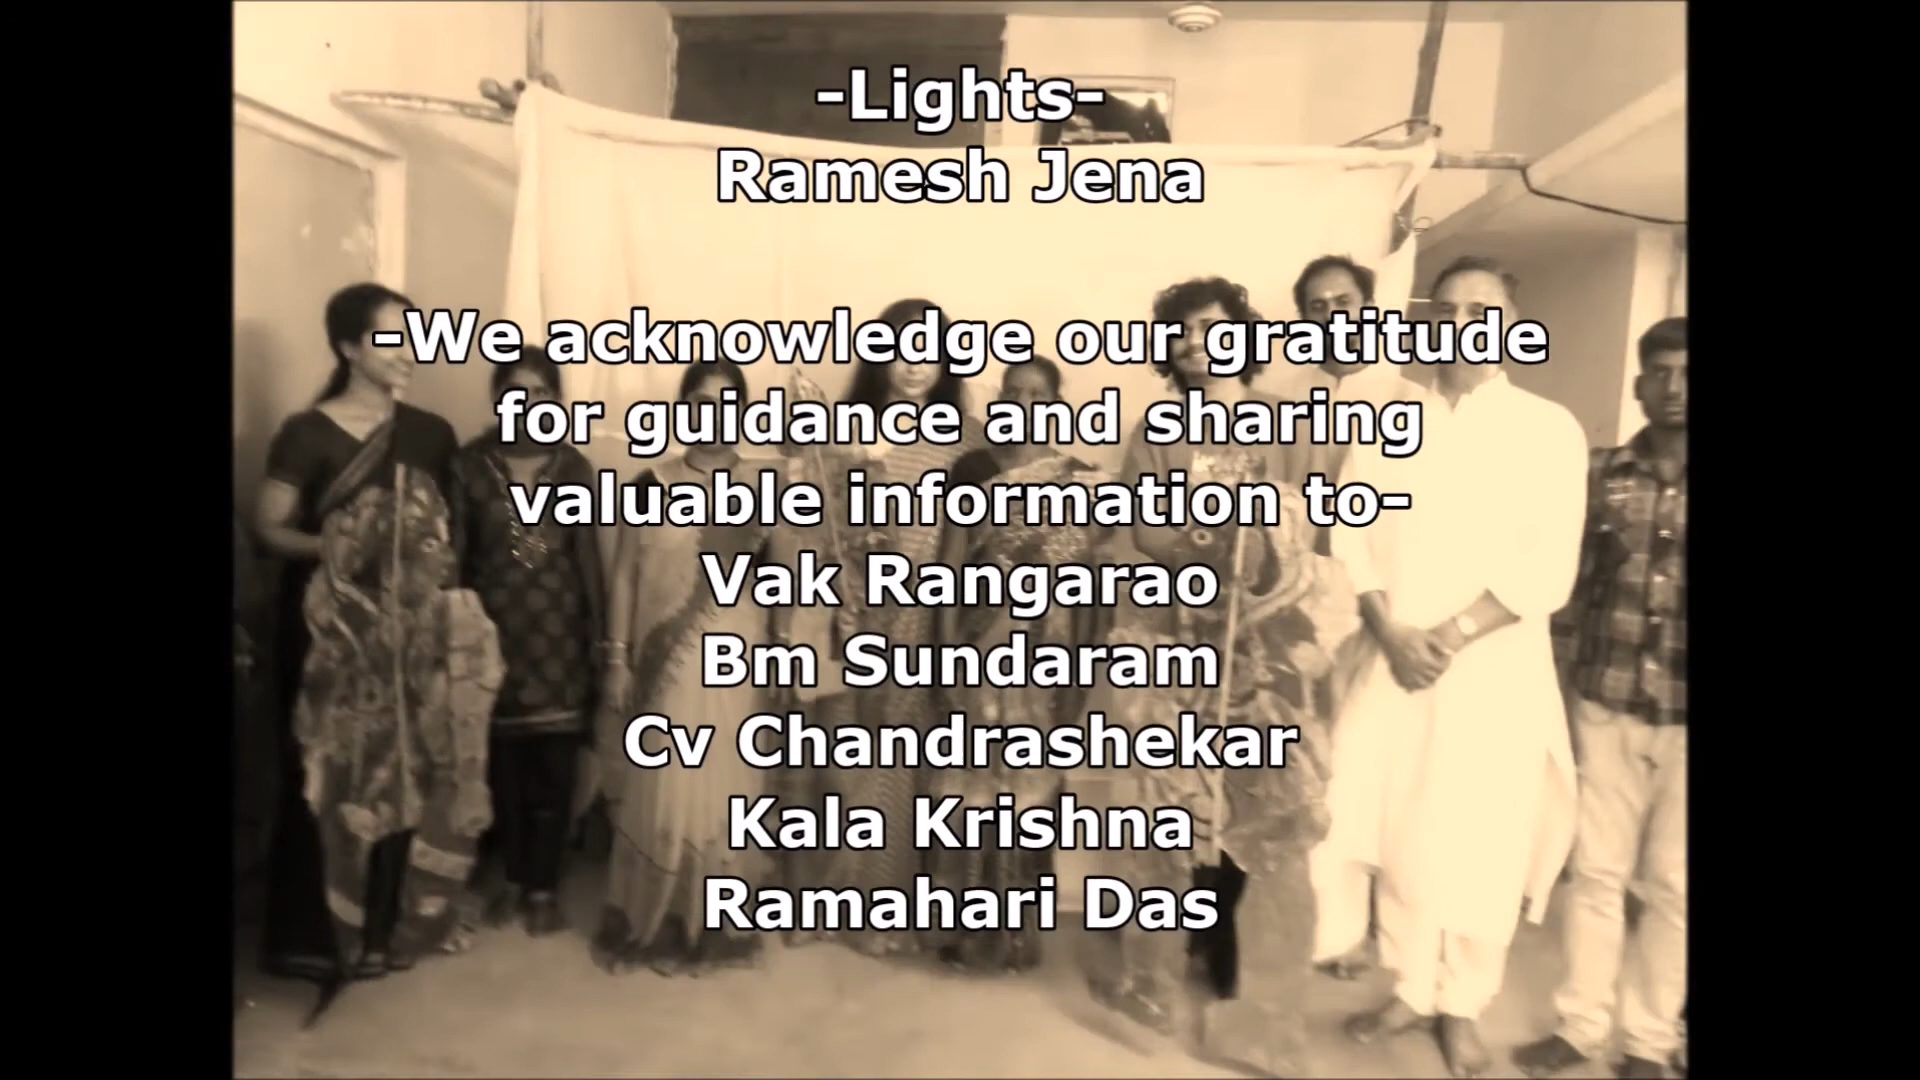 -Lights-
Ramesh Jena
-We acknowledge our gratitude
for guidance and sharing
valuable information to-
Vak Rangarao
Bm Sundaram
Cv Chandrashekar
Kala Krishna
Ramahari Das